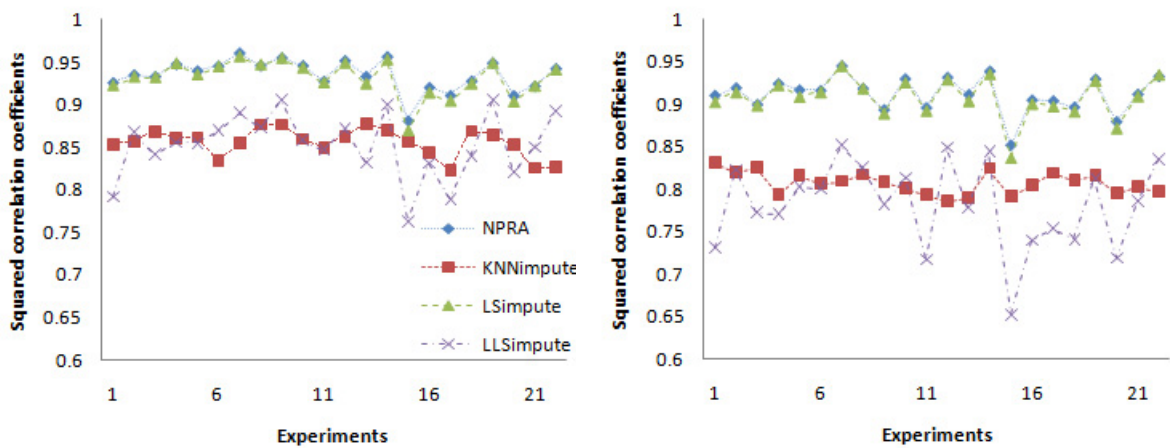 Squared correlation coefficients
1
0.95
0.9
0.85
0.8
0.75
0.7
0.65
0.6
NPRA
KNNimpute
LSimpute
LLSimpute
1 6 11 16 21
Experiments
Squared correlation coefficients
1
0.95
0.9
0.85
0.8
0.75
0.7
0.65
0.6
1 6 11 16 21
Experiments